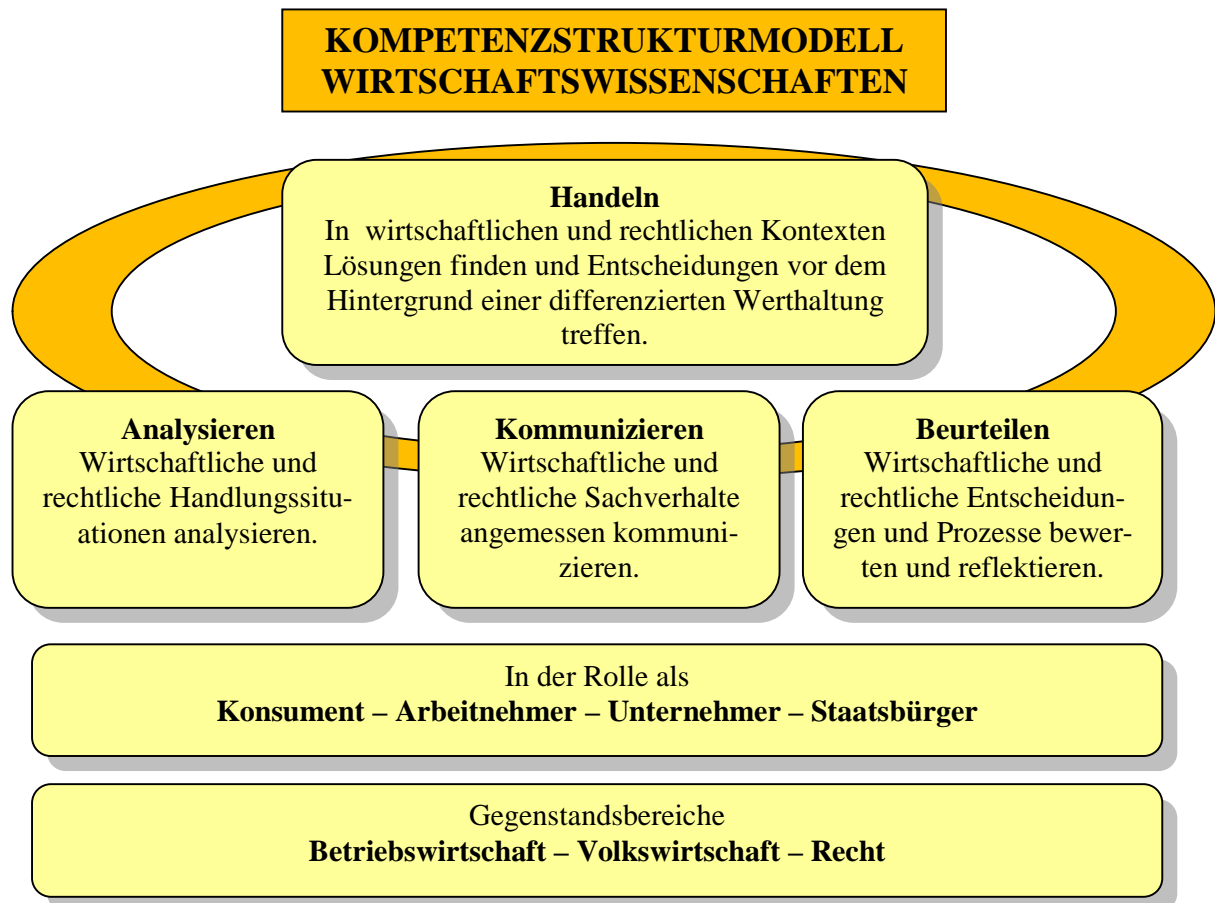 KOMPETENZSTRUKTURMODELL
WIRTSCHAFTSWISSENSCHAFTEN
Handeln
In wirtschaftlichen und rechtlichen Kontexten
Lösungen finden und Entscheidungen vor dem
Hintergrund einer differenzierten Werthaltung
treffen.
Analysieren
Wirtschaftliche und
rechtliche Handlungssitu-
ationen analysieren.
Kommunizieren
Wirtschaftliche und
rechtliche Sachverhalte
angemessen kommuni-
zieren.
Beurteilen
Wirtschaftliche und
rechtliche Entscheidun-
gen und Prozesse bewer-
ten und reflektieren.
In der Rolle als
Konsument – Arbeitnehmer – Unternehmer – Staatsbürger
Gegenstandsbereiche
Betriebswirtschaft – Volkswirtschaft – Recht